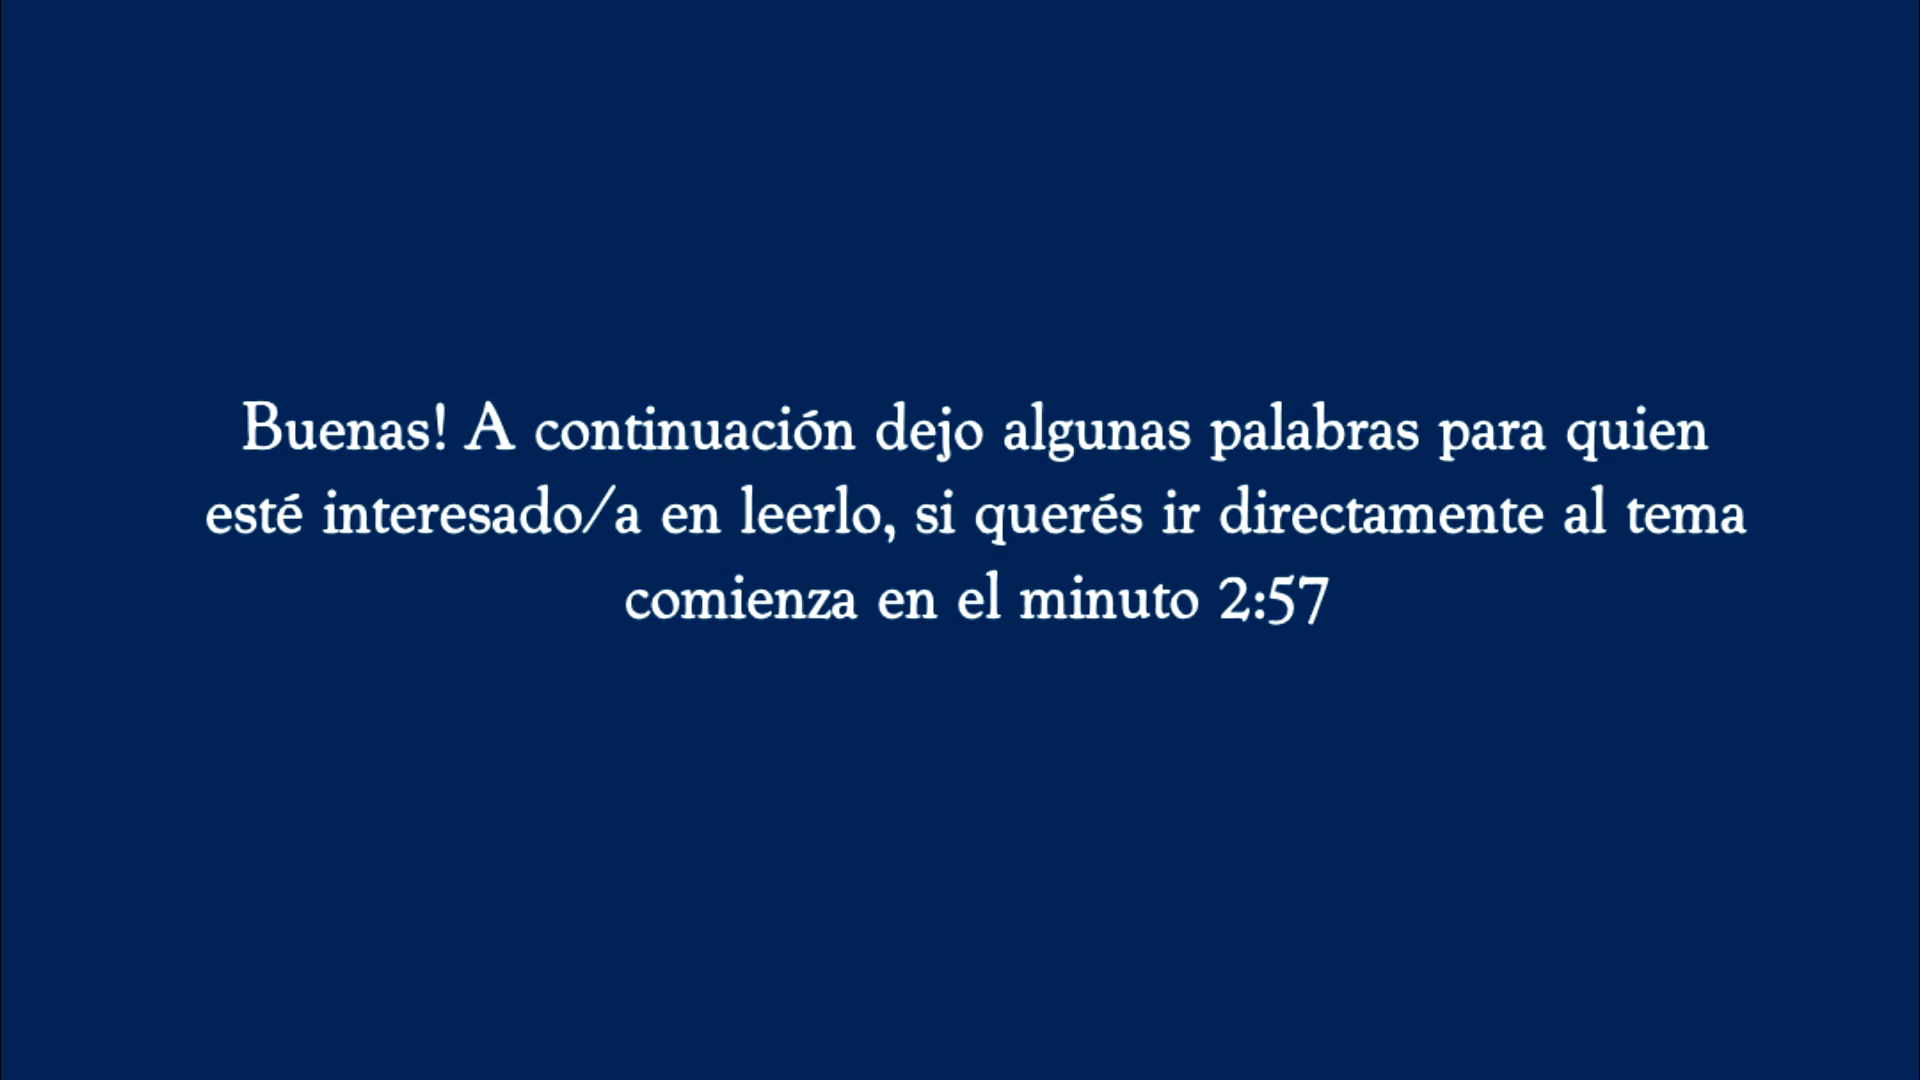 Buenas! A continuación dejo algunas palabras para quien
esté interesado/a en leerlo, si querés ir directamente al tema
comienza en el minuto 2:57